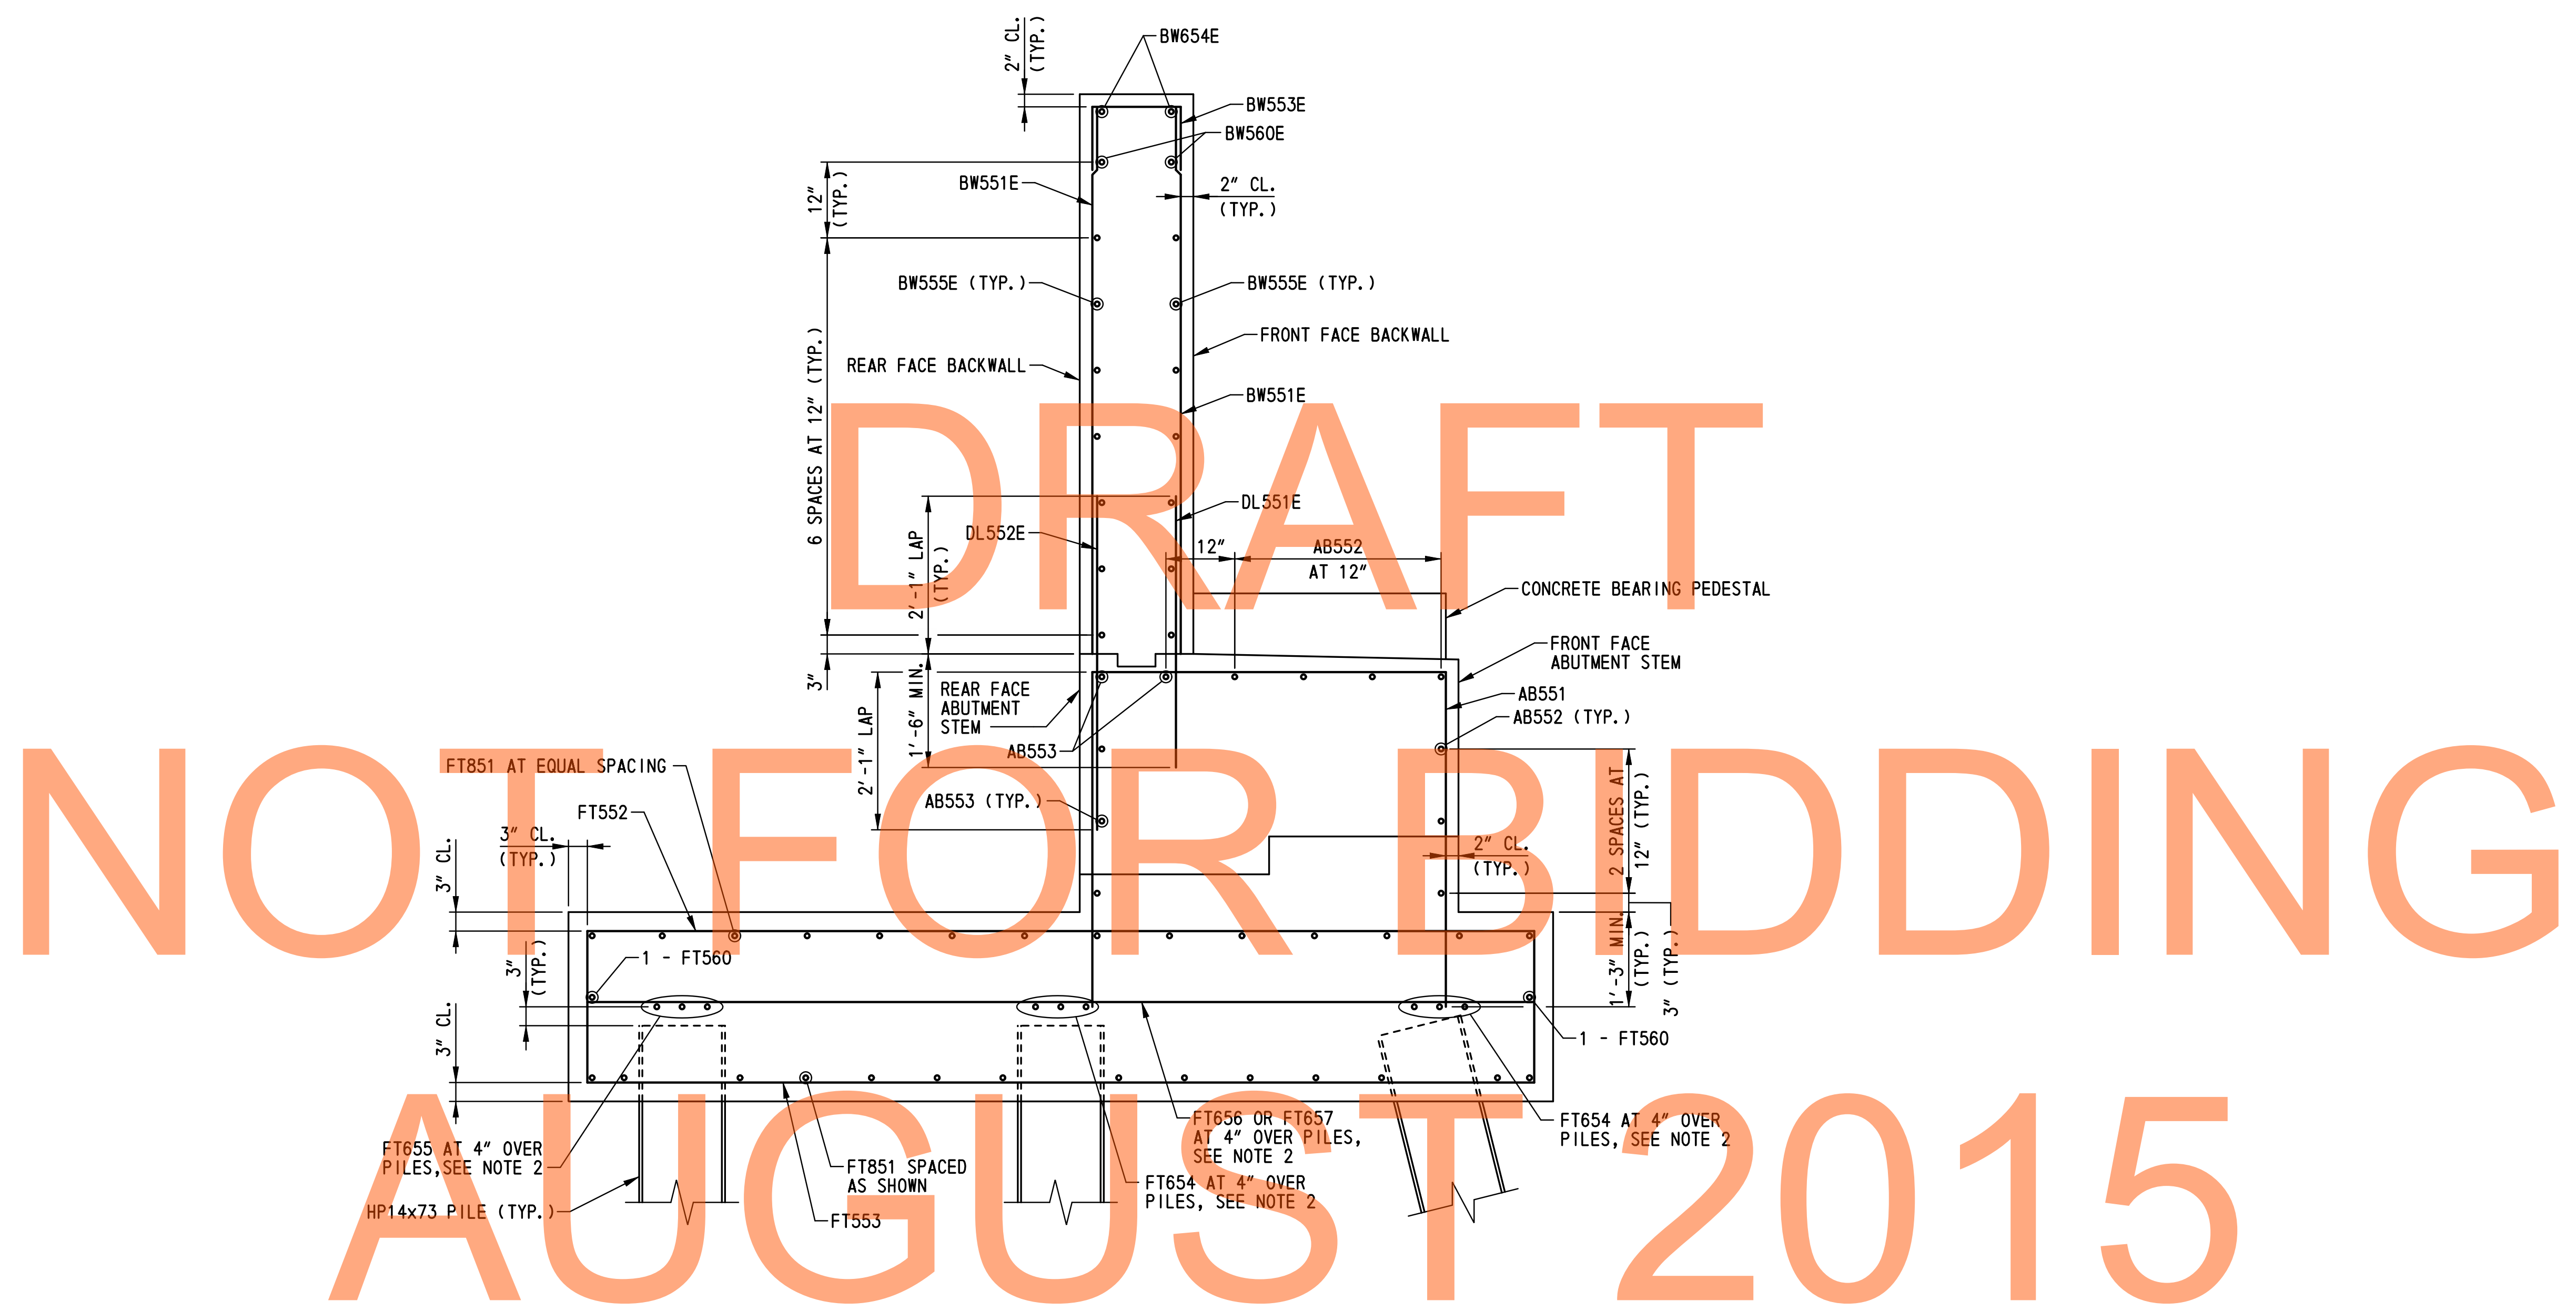 2" CL.
(TYP.)
BW654E
BW553E
BW560E
12"
(TYP.)
BW551E
2" CL.
(TYP.)
BW555E (TYP.)
BW555E (TYP.)
FRONT FACE BACKWALL
REAR FACE BACKWALL
6 SPACES AT 12" (TYP.)
BW551E
DRAFT
DL551E
DL552E
2'-1" LAP
(TYP.)
12"
AB552
AT 12"
CONCRETE BEARING PEDESTAL
3"
1'-6" MIN.
FRONT FACE
ABUTMENT STEM
REAR FACE
ABUTMENT
STEM
AB551
AB552 (TYP.)
2'-1" LAP
AB553
NOT FOR BIDDING
FT851 AT EQUAL SPACING
AB553 (TYP.)
2 SPACES AT
12" (TYP.)
FT552
3" CL.
(TYP.)
3" CL.
2" CL.
(TYP.)
1'-3" MIN.
(TYP.)
3" (TYP.)
3"
(TYP.)
1 - FT560
3" CL.
1 - FT560
AUGUST 2015
FT655 AT 4" OVER
PILES,SEE NOTE 2
FT656 OR FT657
AT 4" OVER PILES,
SEE NOTE 2
FT654 AT 4" OVER
PILES, SEE NOTE 2
FT851 SPACED
AS SHOWN
FT654 AT 4" OVER
PILES, SEE NOTE 2
HP14x73 PILE (TYP.)
FT553